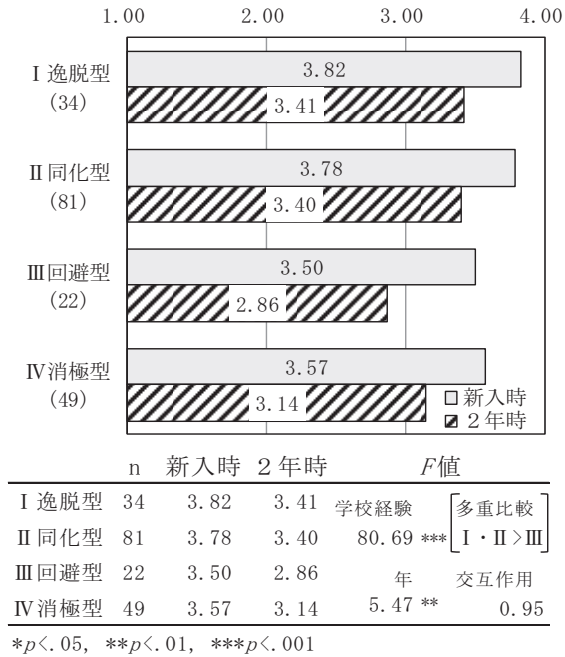 1.00 2.00 3.00 4.00
Ⅰ逸脱型
(34)
3.82
3.41
Ⅱ同化型
(81)
3.78
3.40
Ⅲ回避型
(22)
3.50
2.86
Ⅳ消極型
(49)
3.57
3.14
新入時
２年時
n 新入時 ２年時 F値
Ⅰ逸脱型 34 3.82 3.41 学校経験 多重比較
Ⅱ同化型 81 3.78 3.40 80.69 *** Ⅰ・Ⅱ>Ⅲ
Ⅲ回避型 22 3.50 2.86 年 交互作用
Ⅳ消極型 49 3.57 3.14 5.47 ** 0.95
*p<.05, **p<.01, ***p<.001